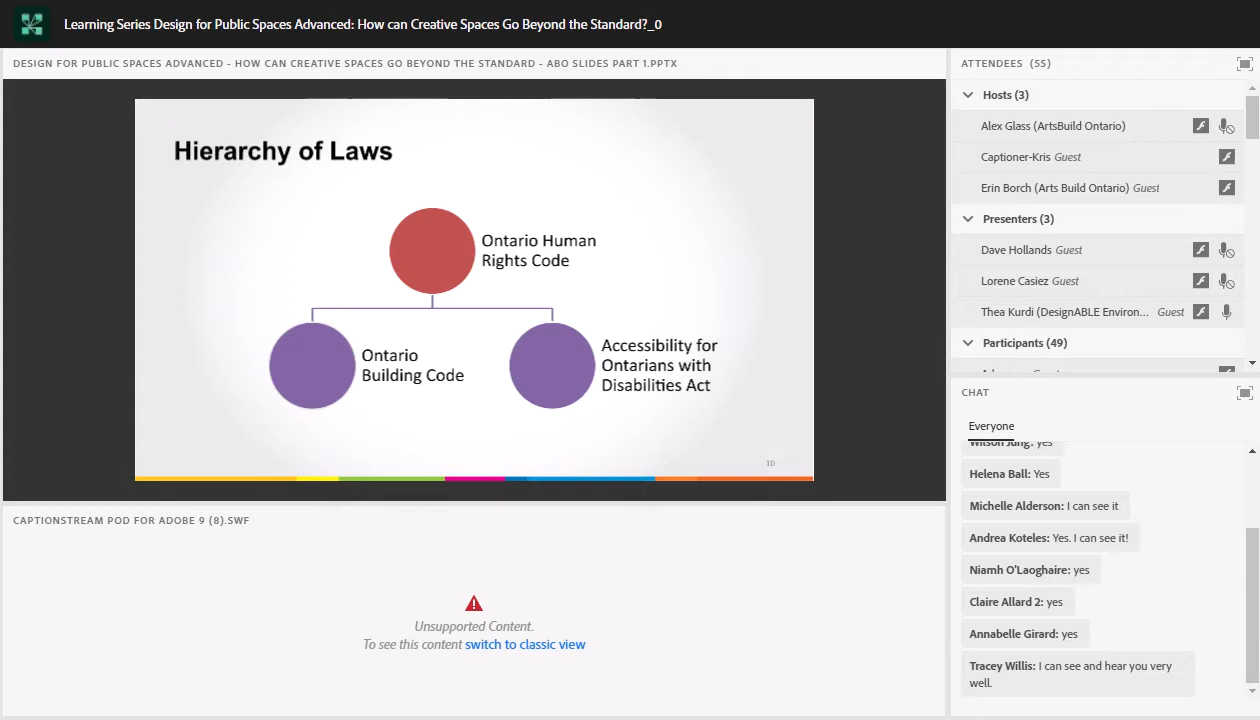 Learning Series Design for Public Spaces Advanced: How can Creative Spaces Go Beyond the Standard?_0
DESIGN FOR PUBLIC SPACES ADVANCED - HOW CAN CREATIVE SPACES GO BEYOND THE STANDARD - ABO SLIDES PART 1.PPTX
Hierarchy of Laws
Ontario Human
Rights Code
Ontario
Building Code
Accessibility for
Ontarians with
Disabilities Act
10
CAPTIONSTREAM POD FOR ADOBE 9 (8).SWF
Unsupported Content.
To see this content switch to classic view
ATTENDEES (55)
Hosts (3)
Alex Glass (ArtsBuild Ontario)
Captioner-Kris Guest
Erin Borch (Arts Build Ontario) Guest
Presenters (3)
Dave Hollands Guest
Lorene Casiez Guest
Thea Kurdi (DesignABLE Environ... Guest
Participants (49)
CHAT
Everyone
Wilson Jung: yes
Helena Ball: Yes
Michelle Alderson: I can see it
Andrea Koteles: Yes. I can see it!
Niamh O'Laoghaire: yes
Claire Allard 2: yes
Annabelle Girard: yes
Tracey Willis: I can see and hear you very
well.